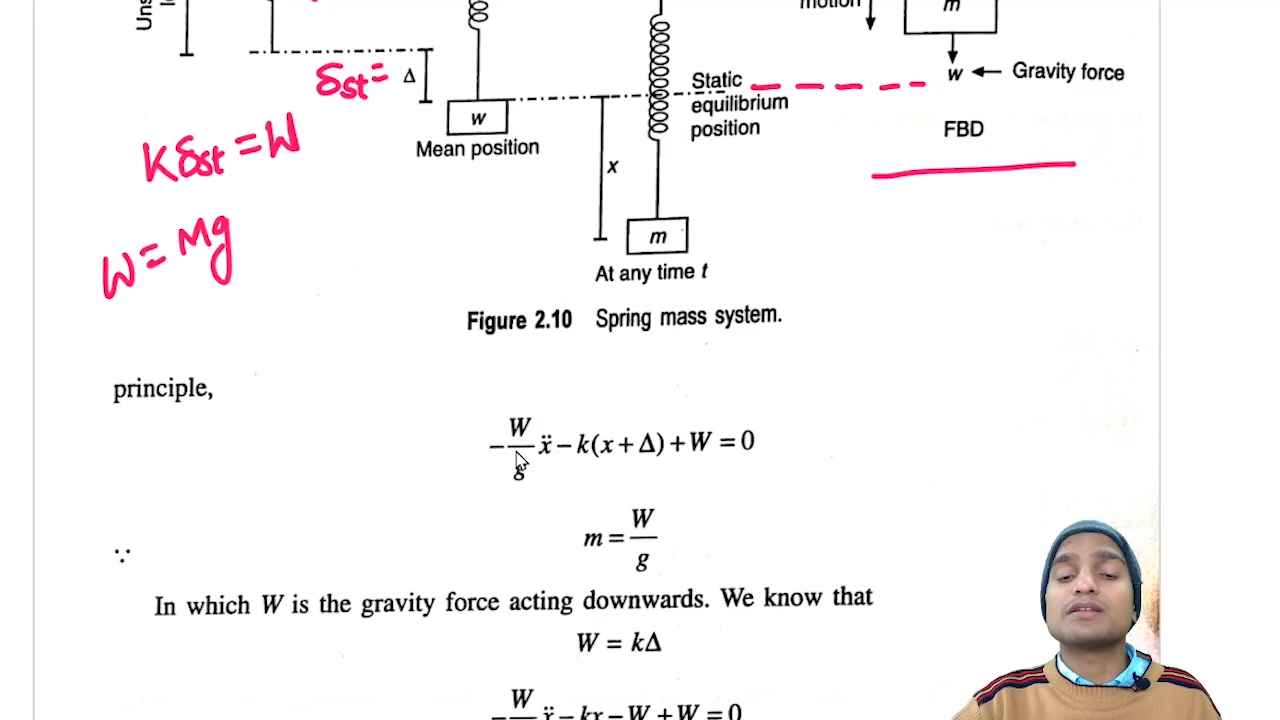 Uns
motion
m
δst =
Δ
w ← Gravity force
Static
equilibrium
position
w
Mean position
FBD
Kδst = W
x
W = Mg
m
At any time t
Figure 2.10 Spring mass system.
principle,
-W/g ẍ - k(x + Δ) + W = 0
∵ m = W/g
In which W is the gravity force acting downwards. We know that
W = kΔ
ẍ - kx - W + W = 0